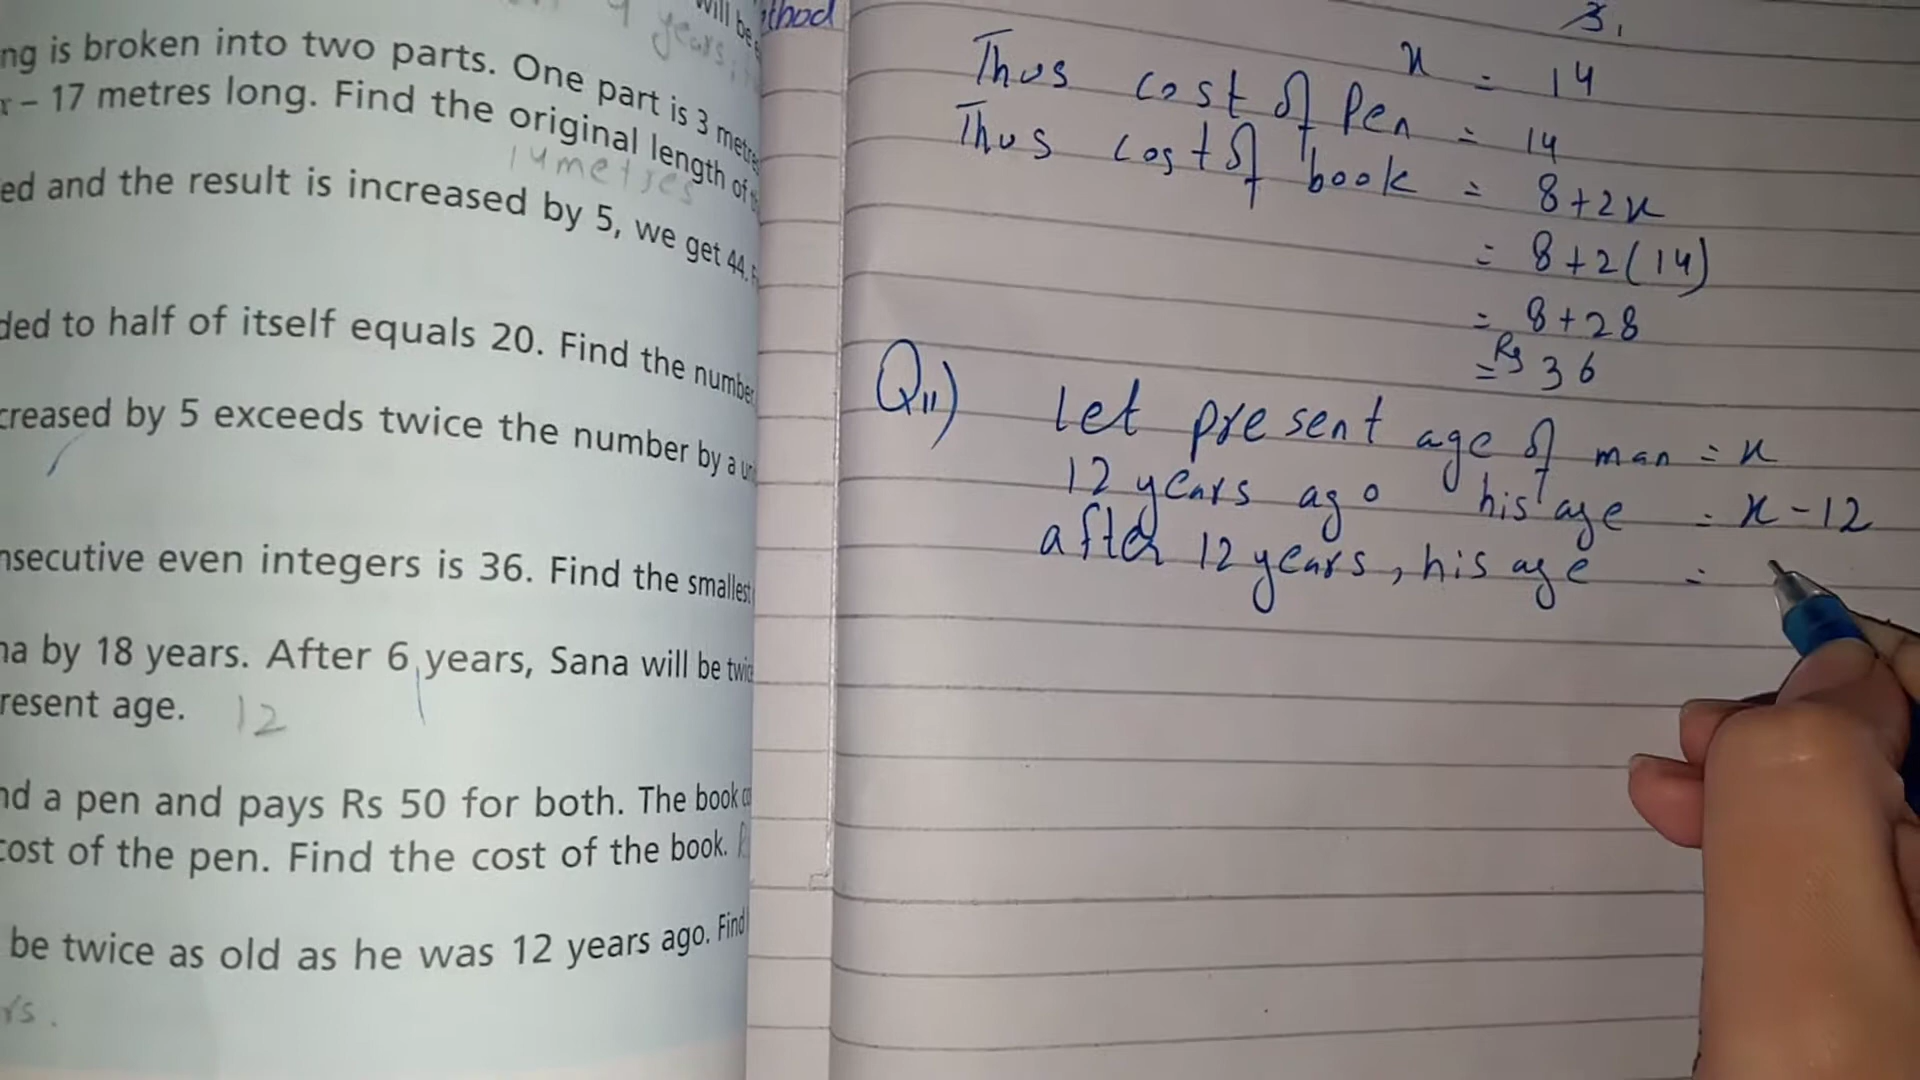 years
will be
ng is broken into two parts. One part is 3 metre
x – 17 metres long. Find the original length of
14 metres
ed and the result is increased by 5, we get 44.
ded to half of itself equals 20. Find the number
creased by 5 exceeds twice the number by a
nsecutive even integers is 36. Find the smallest
na by 18 years. After 6 years, Sana will be twic
resent age. 12
nd a pen and pays Rs 50 for both. The book
cost of the pen. Find the cost of the book.
be twice as old as he was 12 years ago. Find
rs.
thod
3
x = 14
Thus cost of Pen = 14
Thus cost of book = 8+2x
= 8+2(14)
= 8+28
= Rs 36
Q11) Let present age of man = x
12 years ago his age = x-12
after 12 years, his age =